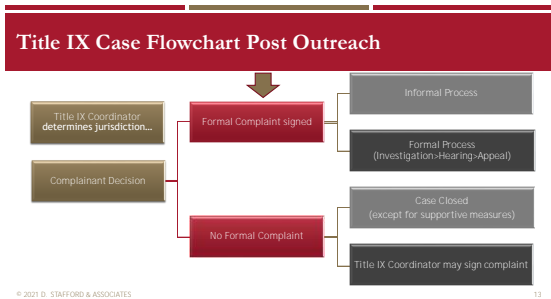 Title IX Case Flowchart Post Outreach
Title IX Coordinator
determines jurisdiction…
Complainant Decision
Formal Complaint signed
No Formal Complaint
Informal Process
Formal Process
(Investigation>Hearing>Appeal)
Case Closed
(except for supportive measures)
Title IX Coordinator may sign complaint
© 2021 D. STAFFORD & ASSOCIATES
13